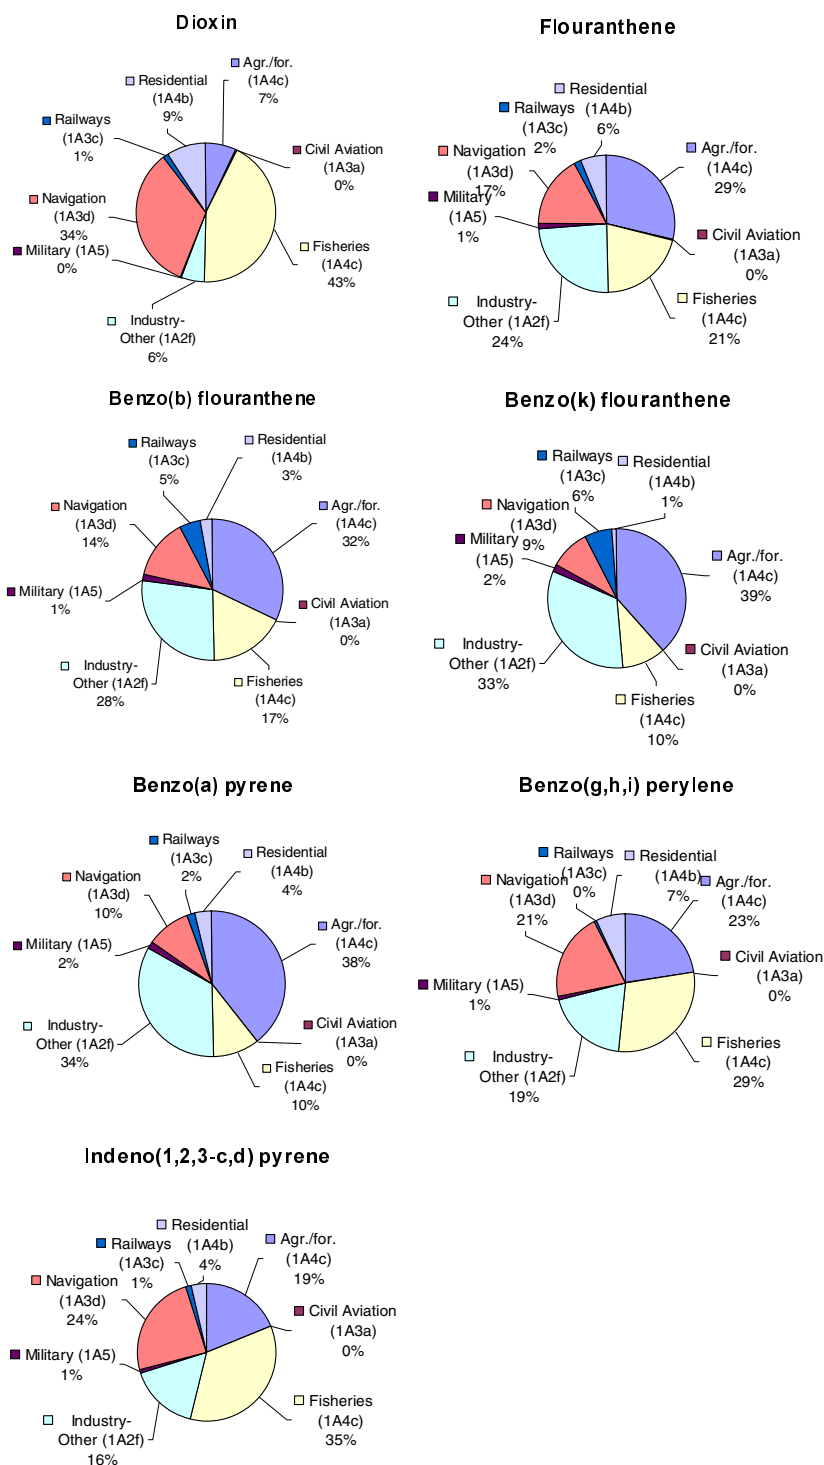 Dioxin
Agr./for.
(1A4c)
7%
Residential
(1A4b)
9%
Railways
(1A3c)
1%
Civil Aviation
(1A3a)
0%
Navigation
(1A3d)
34%
Military (1A5)
0%
Fisheries
(1A4c)
43%
Industry-
Other (1A2f)
6%
Flouranthene
Residential
(1A4b)
6%
Railways
(1A3c)
2%
Navigation
(1A3d)
17%
Agr./for.
(1A4c)
29%
Military
(1A5)
1%
Civil Aviation
(1A3a)
0%
Industry-
Other (1A2f)
24%
Fisheries
(1A4c)
21%
Benzo(b) flouranthene
Railways
(1A3c)
5%
Residential
(1A4b)
3%
Navigation
(1A3d)
14%
Agr./for.
(1A4c)
32%
Military (1A5)
1%
Civil Aviation
(1A3a)
0%
Industry-
Other (1A2f)
28%
Fisheries
(1A4c)
17%
Benzo(k) flouranthene
Railways
(1A3c)
6%
Residential
(1A4b)
1%
Navigation
(1A3d)
9%
Military
(1A5)
2%
Agr./for.
(1A4c)
39%
Industry-
Other (1A2f)
33%
Civil Aviation
(1A3a)
0%
Fisheries
(1A4c)
10%
Benzo(a) pyrene
Railways
(1A3c)
2%
Residential
(1A4b)
4%
Navigation
(1A3d)
10%
Agr./for.
(1A4c)
38%
Military (1A5)
2%
Industry-
Other (1A2f)
34%
Civil Aviation
(1A3a)
0%
Fisheries
(1A4c)
10%
Benzo(g,h,i) perylene
Railways
(1A3c)
0%
Residential
(1A4b)
7%
Navigation
(1A3d)
21%
Agr./for.
(1A4c)
23%
Civil Aviation
(1A3a)
0%
Military (1A5)
1%
Industry-
Other (1A2f)
19%
Fisheries
(1A4c)
29%
Indeno(1,2,3-c,d) pyrene
Residential
(1A4b)
4%
Railways
(1A3c)
1%
Agr./for.
(1A4c)
19%
Navigation
(1A3d)
24%
Civil Aviation
(1A3a)
0%
Military (1A5)
1%
Fisheries
(1A4c)
35%
Industry-
Other (1A2f)
16%